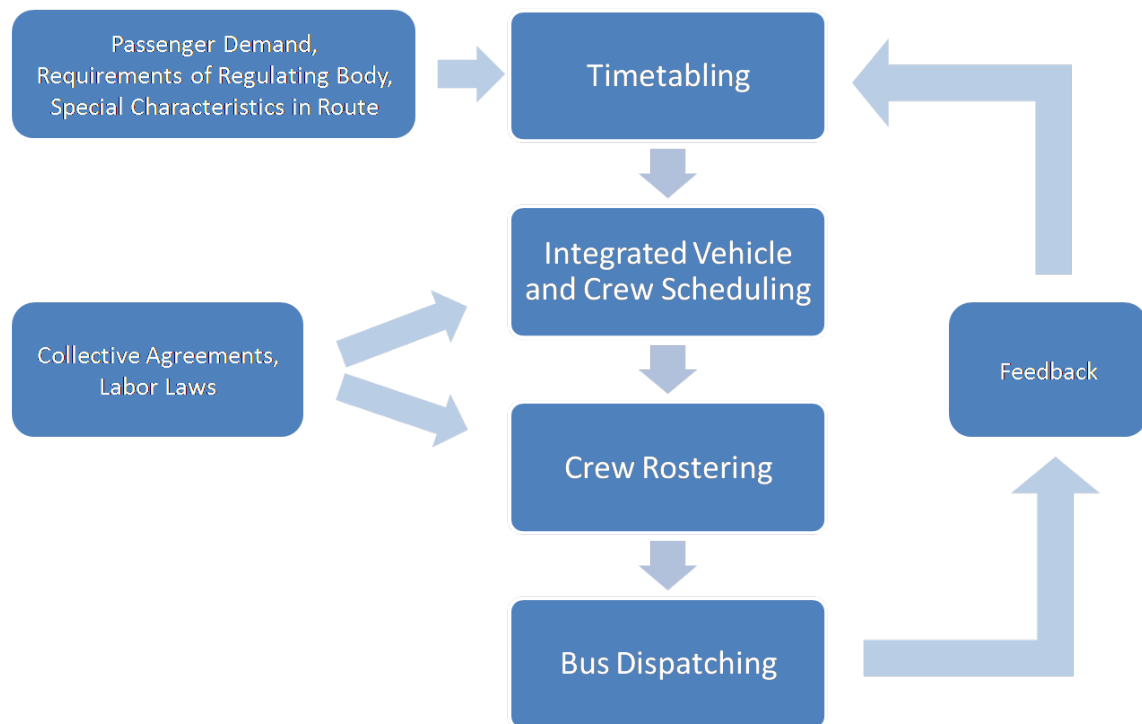 Passenger Demand,
Requirements of Regulating Body,
Special Characteristics in Route
Timetabling
Integrated Vehicle
and Crew Scheduling
Collective Agreements,
Labor Laws
Feedback
Crew Rostering
Bus Dispatching